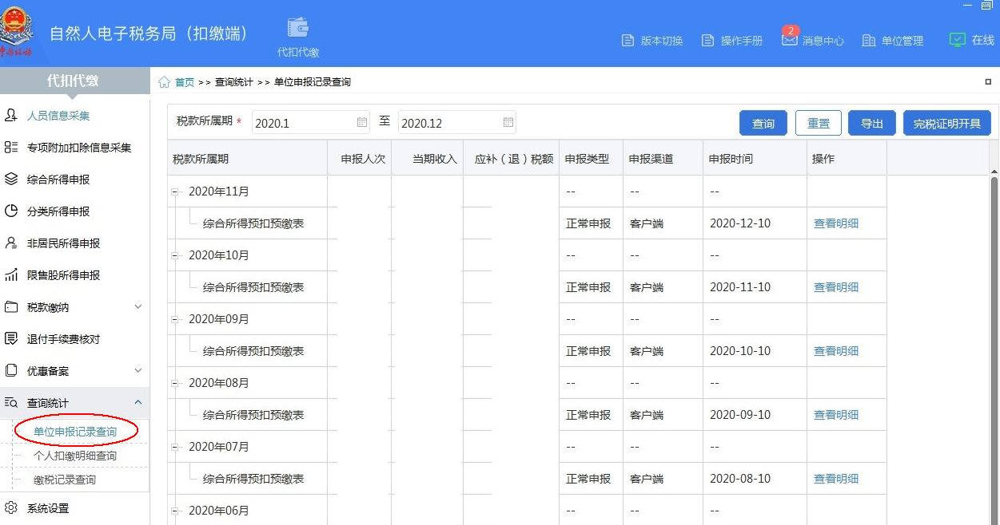 自然人电子税务局（扣缴端）
代扣代缴
版本切换 操作手册 2 消息中心 单位管理 在线
代扣代缴
首页 >> 查询统计 >> 单位申报记录查询
人员信息采集
专项附加扣除信息采集
综合所得申报
分类所得申报
非居民所得申报
限售股所得申报
税款缴纳
退付手续费核对
优惠备案
查询统计
单位申报记录查询
个人扣缴明细查询
缴税记录查询
系统设置
税款所属期 * 2020.1 至 2020.12 查询 重置 导出 完税证明开具
税款所属期 申报人次 当期收入 应补（退）税额 申报类型 申报渠道 申报时间 操作
2020年11月 -- -- --
综合所得预扣预缴表 正常申报 客户端 2020-12-10 查看明细
2020年10月 -- -- --
综合所得预扣预缴表 正常申报 客户端 2020-11-10 查看明细
2020年09月 -- -- --
综合所得预扣预缴表 正常申报 客户端 2020-10-10 查看明细
2020年08月 -- -- --
综合所得预扣预缴表 正常申报 客户端 2020-09-10 查看明细
2020年07月 -- -- --
综合所得预扣预缴表 正常申报 客户端 2020-08-10 查看明细
2020年06月 -- -- --